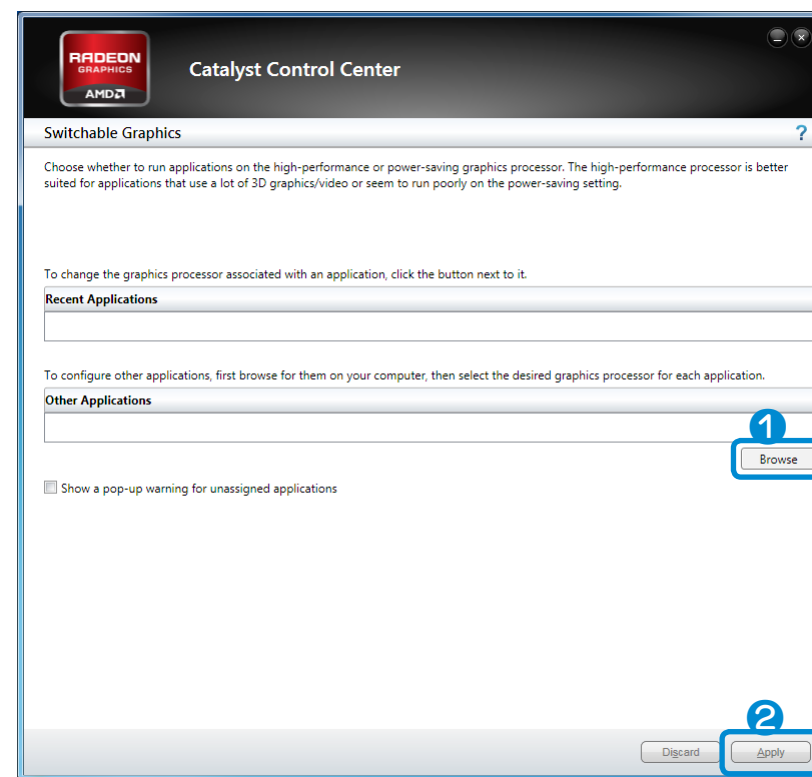 RADEON
GRAPHICS
AMD
Catalyst Control Center
Switchable Graphics
?
Choose whether to run applications on the high-performance or power-saving graphics processor. The high-performance processor is better
suited for applications that use a lot of 3D graphics/video or seem to run poorly on the power-saving setting.
To change the graphics processor associated with an application, click the button next to it.
Recent Applications
To configure other applications, first browse for them on your computer, then select the desired graphics processor for each application.
Other Applications
1
Browse
Show a pop-up warning for unassigned applications
2
Discard
Apply